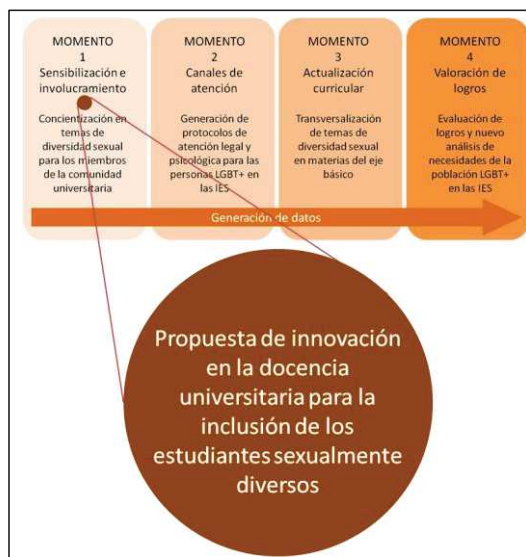 MOMENTO
1
Sensibilización e
involucramiento
Concientización en
temas de
diversidad sexual
para los miembros
de la comunidad
universitaria
MOMENTO
2
Canales de
atención
Generación de
protocolos de
atención legal y
psicológica para las
personas LGBT+ en
las IES
MOMENTO
3
Actualización
curricular
Transversalización
de temas de
diversidad sexual
en materias del eje
básico
MOMENTO
4
Valoración de
logros
Evaluación de
logros y nuevo
análisis de
necesidades de la
población LGBT+
en las IES
Generación de datos
Propuesta de innovación
en la docencia
universitaria para la
inclusión de los
estudiantes sexualmente
diversos